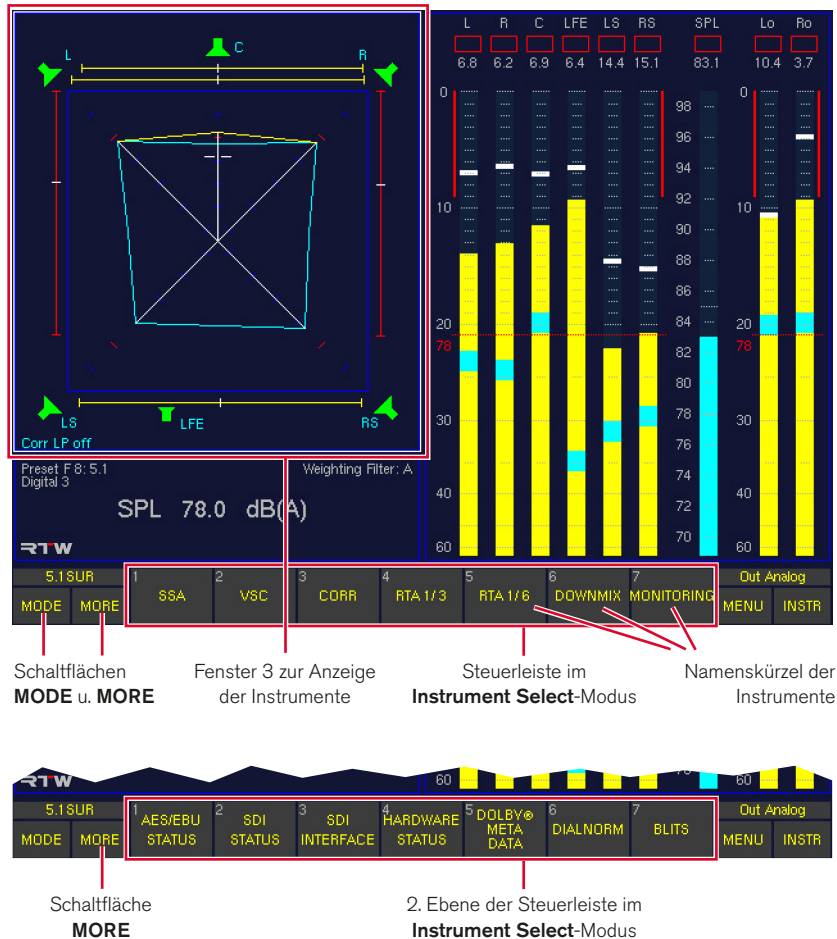 L R C LFE LS RS SPL Lo Ro
6.8 6.2 6.9 6.4 14.4 15.1 83.1 10.4 3.7
C
L
R
0
10
20
78
30
40
60
98
96
94
92
90
88
86
84
82
80
78
76
74
72
70
0
10
20
78
30
40
60
LS
LFE
RS
Corr LP off
Preset F 8: 5.1 Weighting Filter: A
Digital 3
SPL 78.0 dB(A)
RTW
5.1SUR
MODE MORE
1 SSA
2 VSC
3 CORR
4 RTA 1/3
5 RTA 1/6
6 DOWNMIX
7 MONITORING
Out Analog
MENU INSTR
Schaltflächen
MODE u. MORE
Fenster 3 zur Anzeige
der Instrumente
Steuerleiste im
Instrument Select-Modus
Namenskürzel der
Instrumente
RTW
60
70
60
5.1SUR
MODE MORE
1 AES/EBU
STATUS
2 SDI
STATUS
3 SDI
INTERFACE
4 HARDWARE
STATUS
5 DOLBY®
META
DATA
6 DIALNORM
7 BLITS
Out Analog
MENU INSTR
Schaltfläche
MORE
2. Ebene der Steuerleiste im
Instrument Select-Modus